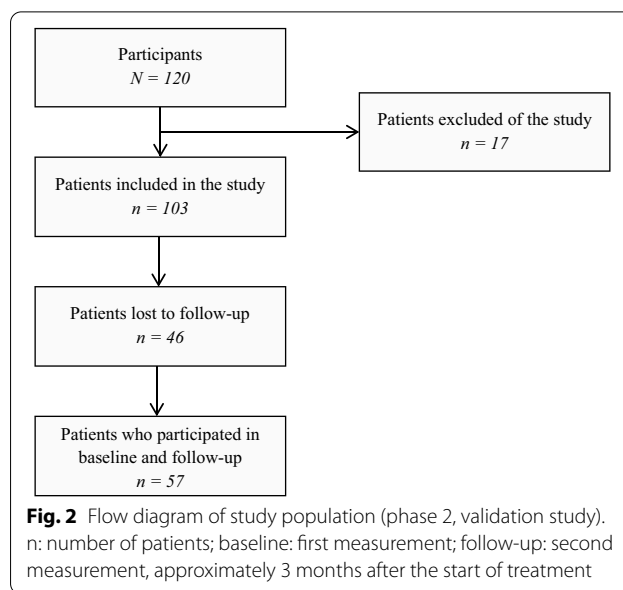 Participants
N = 120
Patients excluded of the study
n = 17
Patients included in the study
n = 103
Patients lost to follow-up
n = 46
Patients who participated in
baseline and follow-up
n = 57
Fig. 2 Flow diagram of study population (phase 2, validation study).
n: number of patients; baseline: first measurement; follow-up: second
measurement, approximately 3 months after the start of treatment